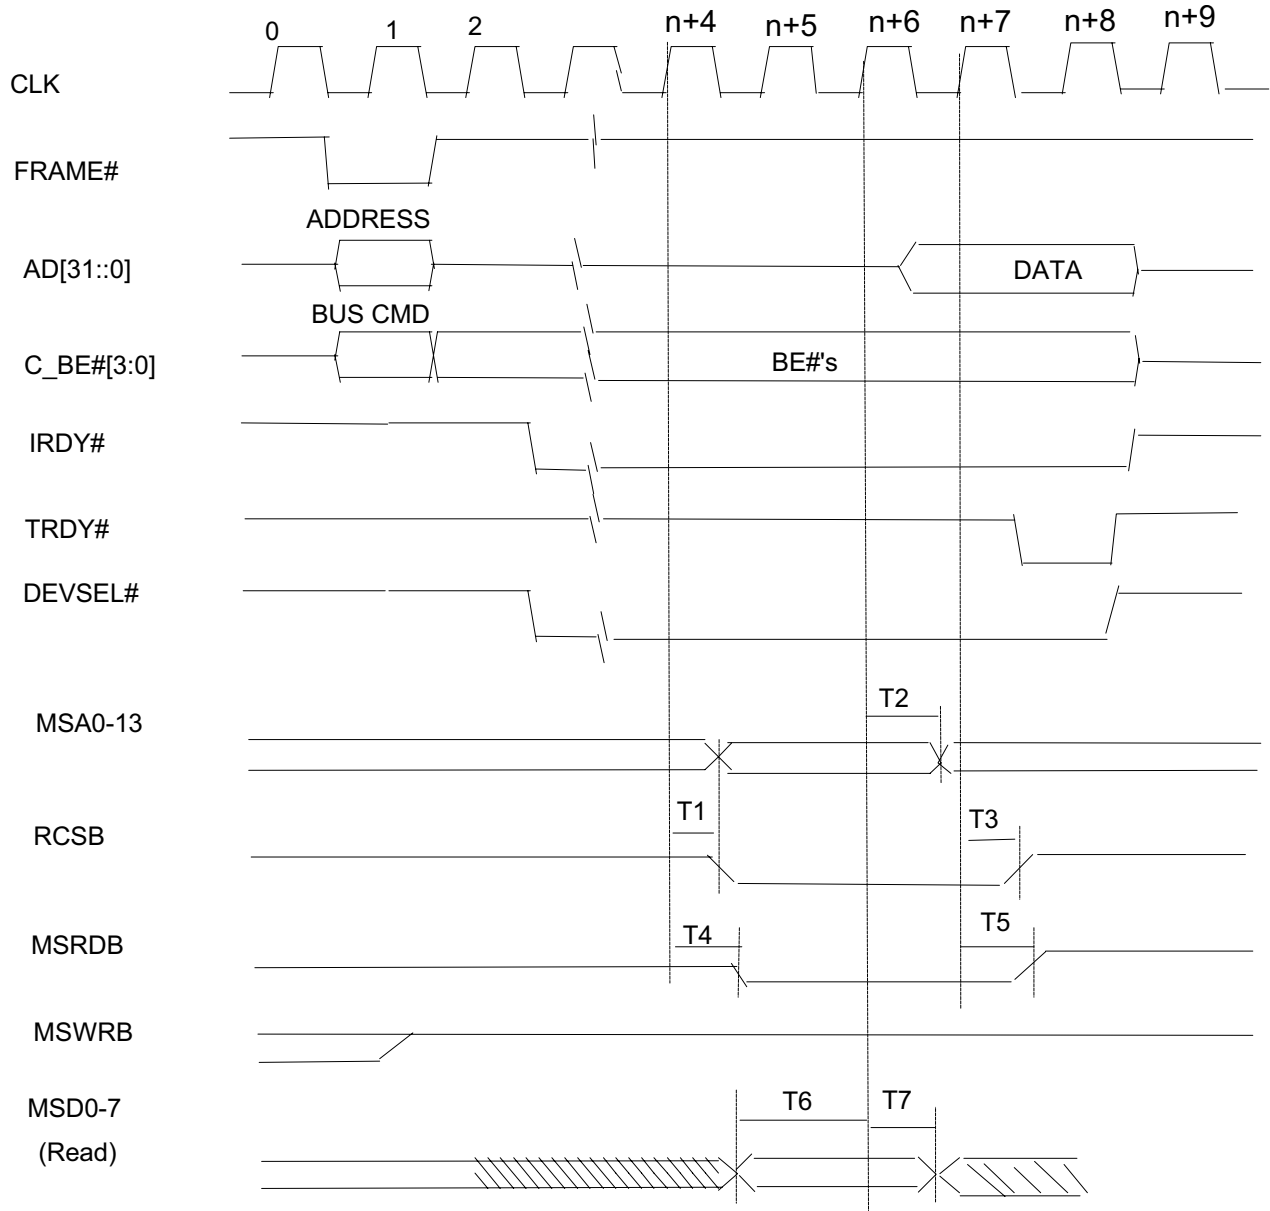 0 1 2 n+4 n+5 n+6 n+7 n+8 n+9
CLK
FRAME#
ADDRESS
AD[31::0]
DATA
BUS CMD
C_BE#[3:0]
BE#'s
IRDY#
TRDY#
DEVSEL#
T2
MSA0-13
T1
T3
RCSB
T4
T5
MSRDB
MSWRB
MSD0-7
T6
T7
(Read)